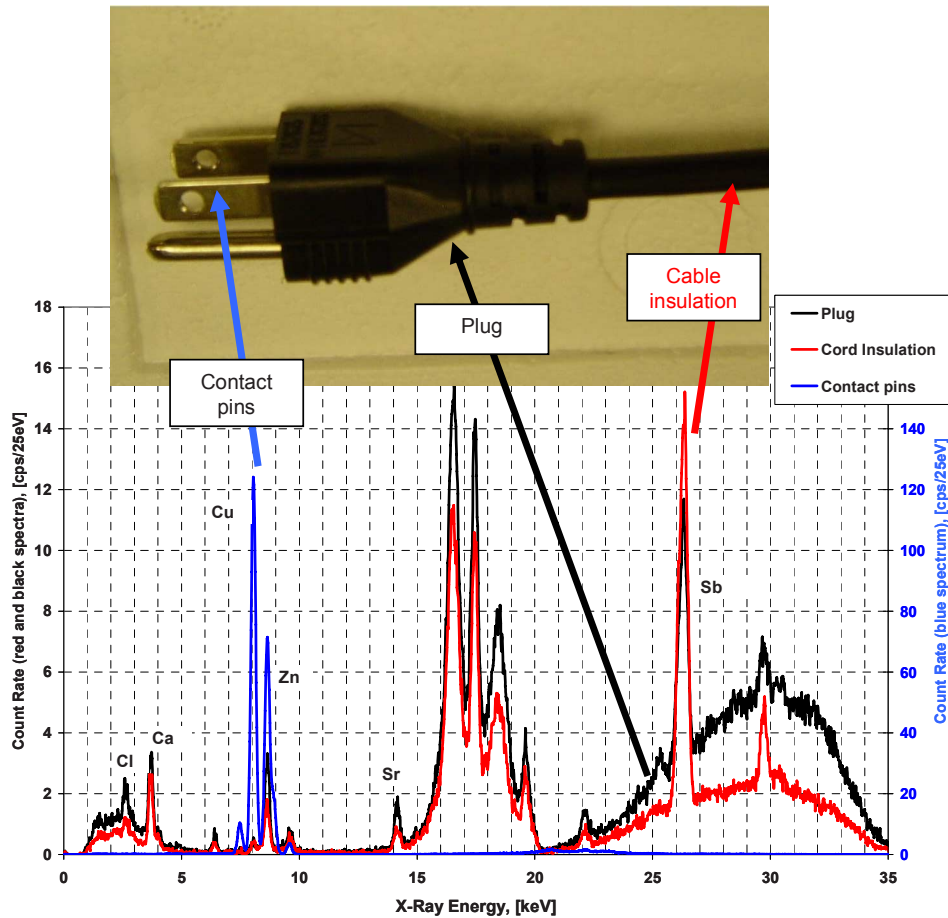 Cable
insulation
Plug
Contact
pins
Plug
Cord Insulation
Contact pins
Cu
Zn
Cl
Ca
Sr
Sb
Count Rate (red and black spectra), [cps/25eV]
18
16
14
12
10
8
6
4
2
0
Count Rate (blue spectrum), [cps/25eV]
140
120
100
80
60
40
20
0
0 5 10 15 20 25 30 35
X-Ray Energy, [keV]